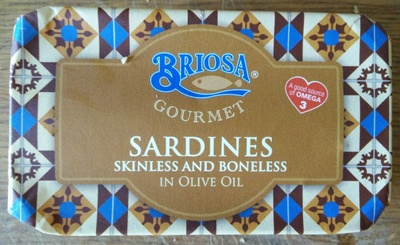 BRIOSA®
GOURMET
A good source
of OMEGA
3
SARDINES
SKINLESS AND BONELESS
IN OLIVE OIL